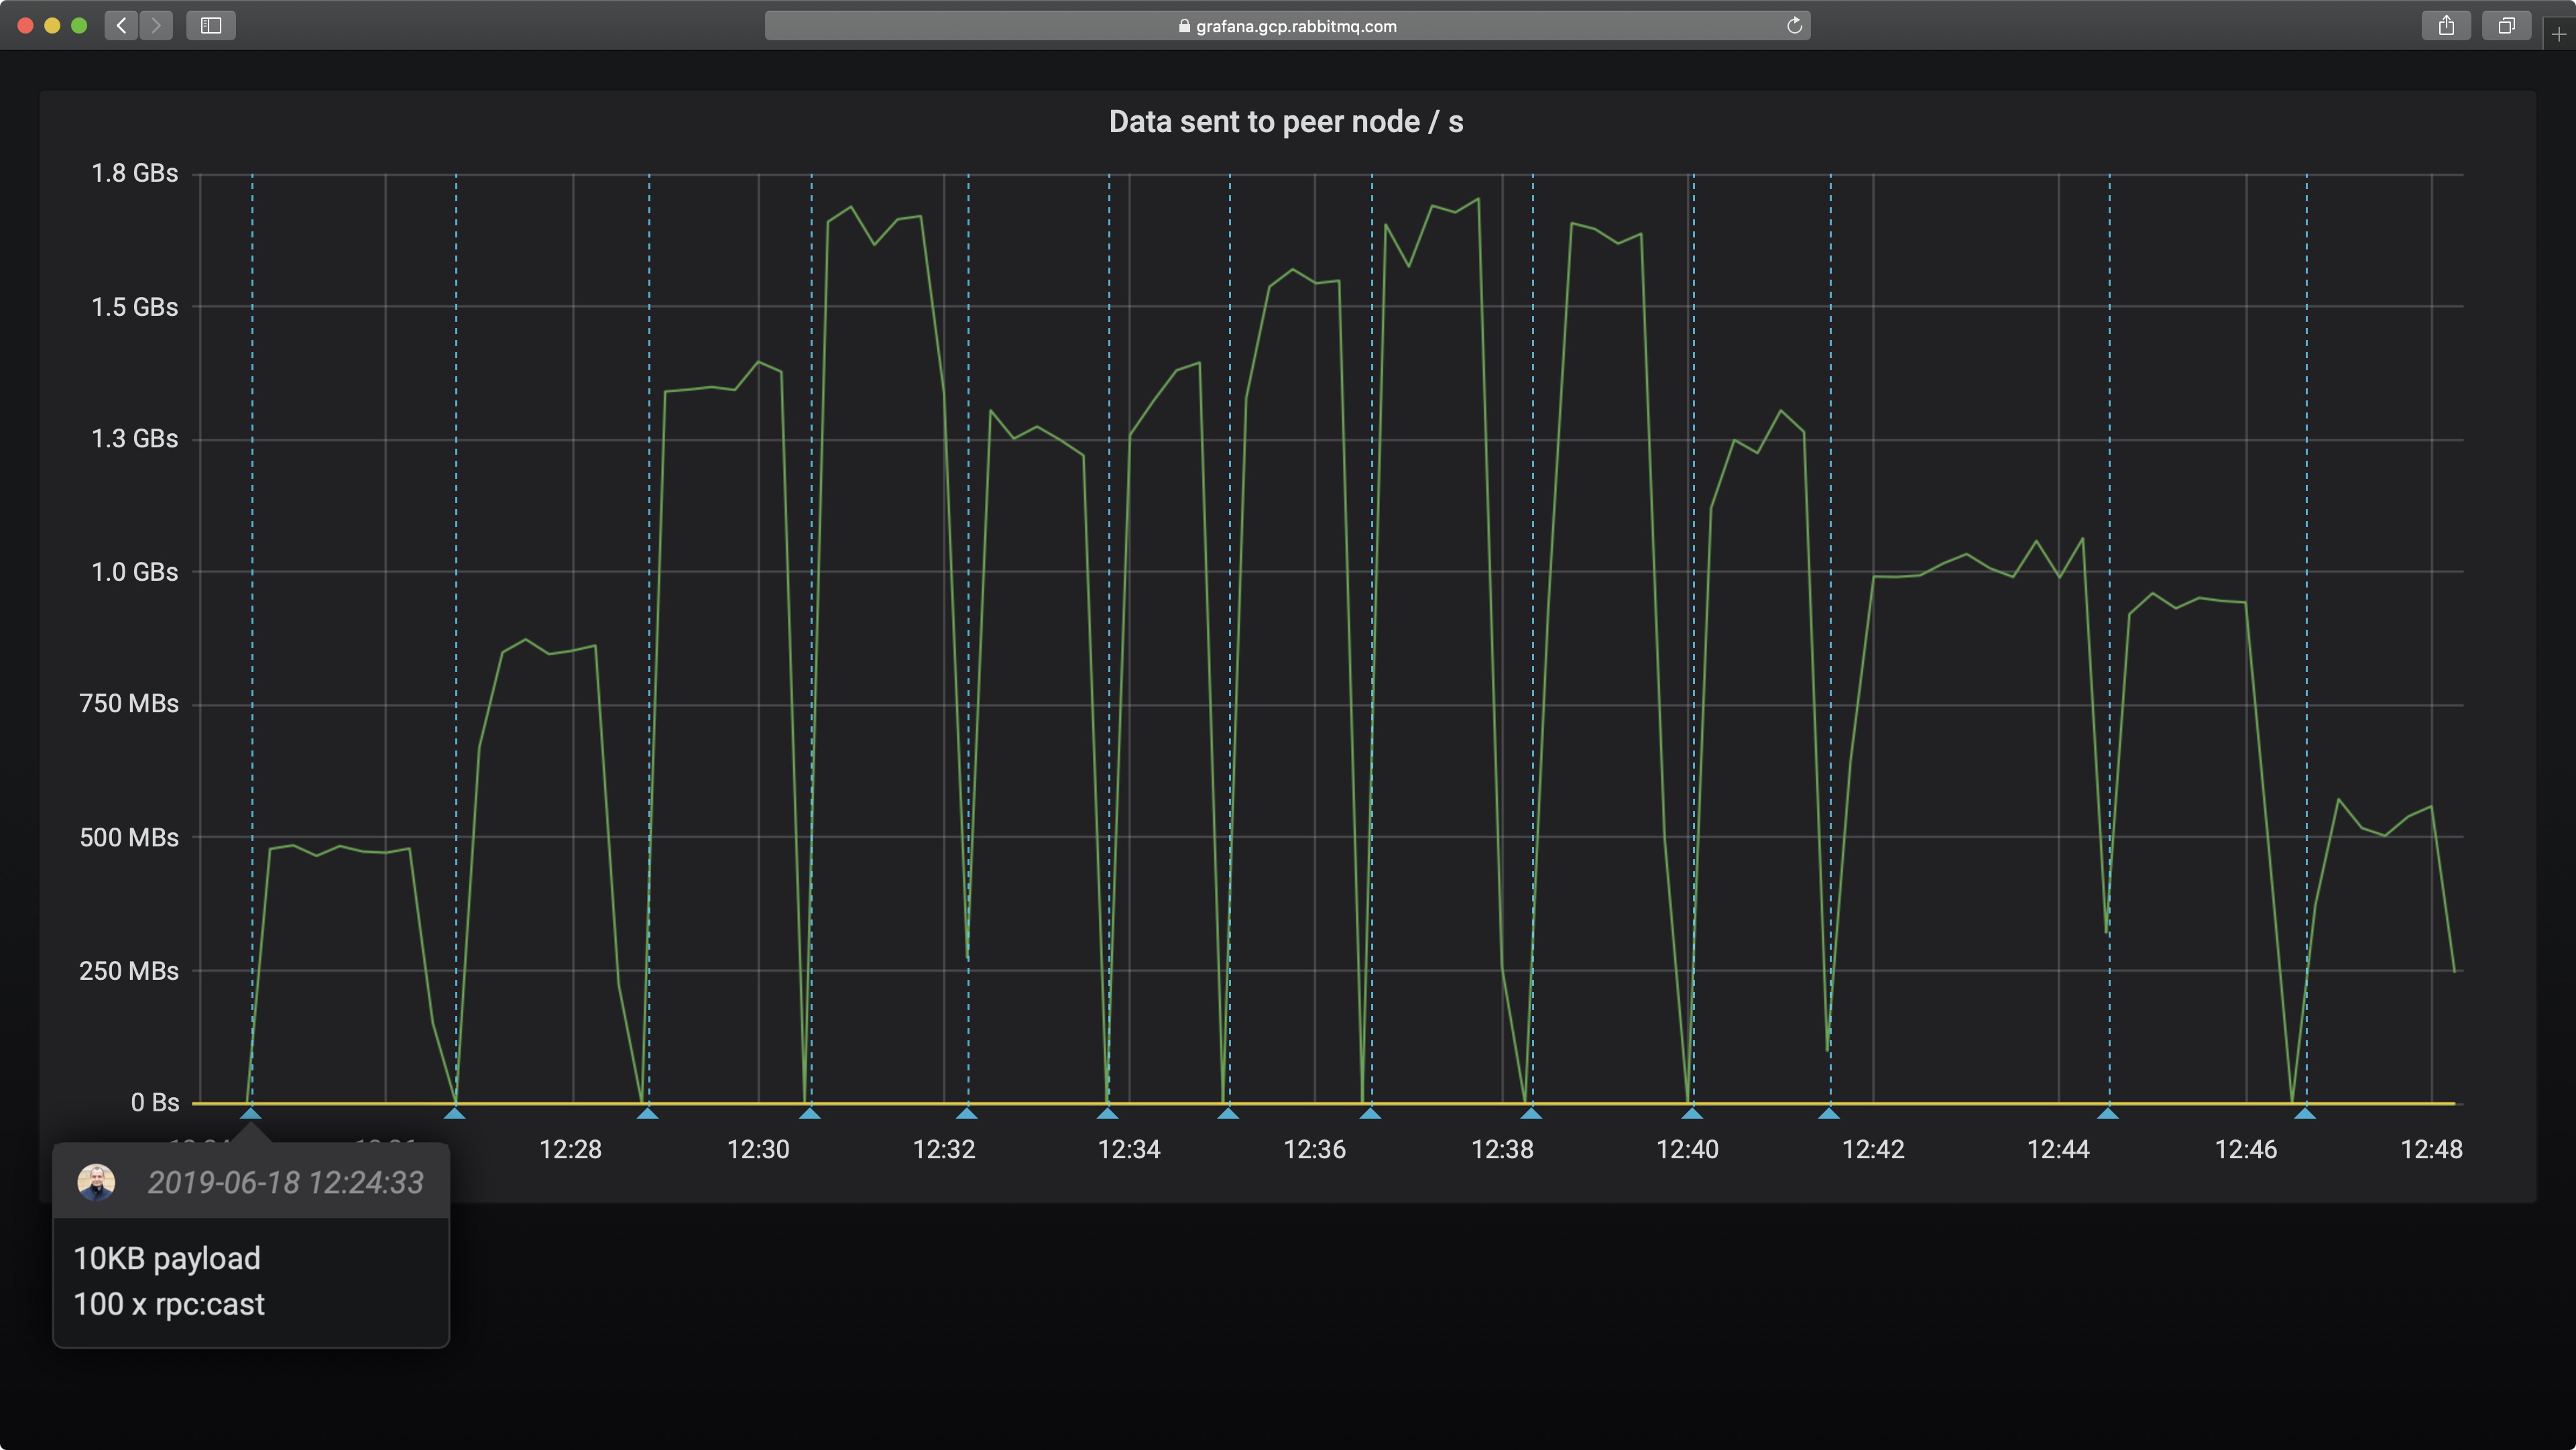 grafana.gcp.rabbitmq.com
Data sent to peer node / s
1.8 GBs
1.5 GBs
1.3 GBs
1.0 GBs
750 MBs
500 MBs
250 MBs
0 Bs
12:28 12:30 12:32 12:34 12:36 12:38 12:40 12:42 12:44 12:46 12:48
2019-06-18 12:24:33
10KB payload
100 x rpc:cast